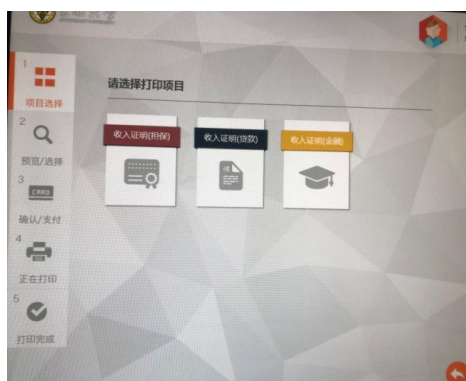 1
项目选择
2
预览/选择
3
CARD
确认/支付
4
正在打印
5
打印完成
请选择打印项目
收入证明(担保)
收入证明(贷款)
收入证明(金融)